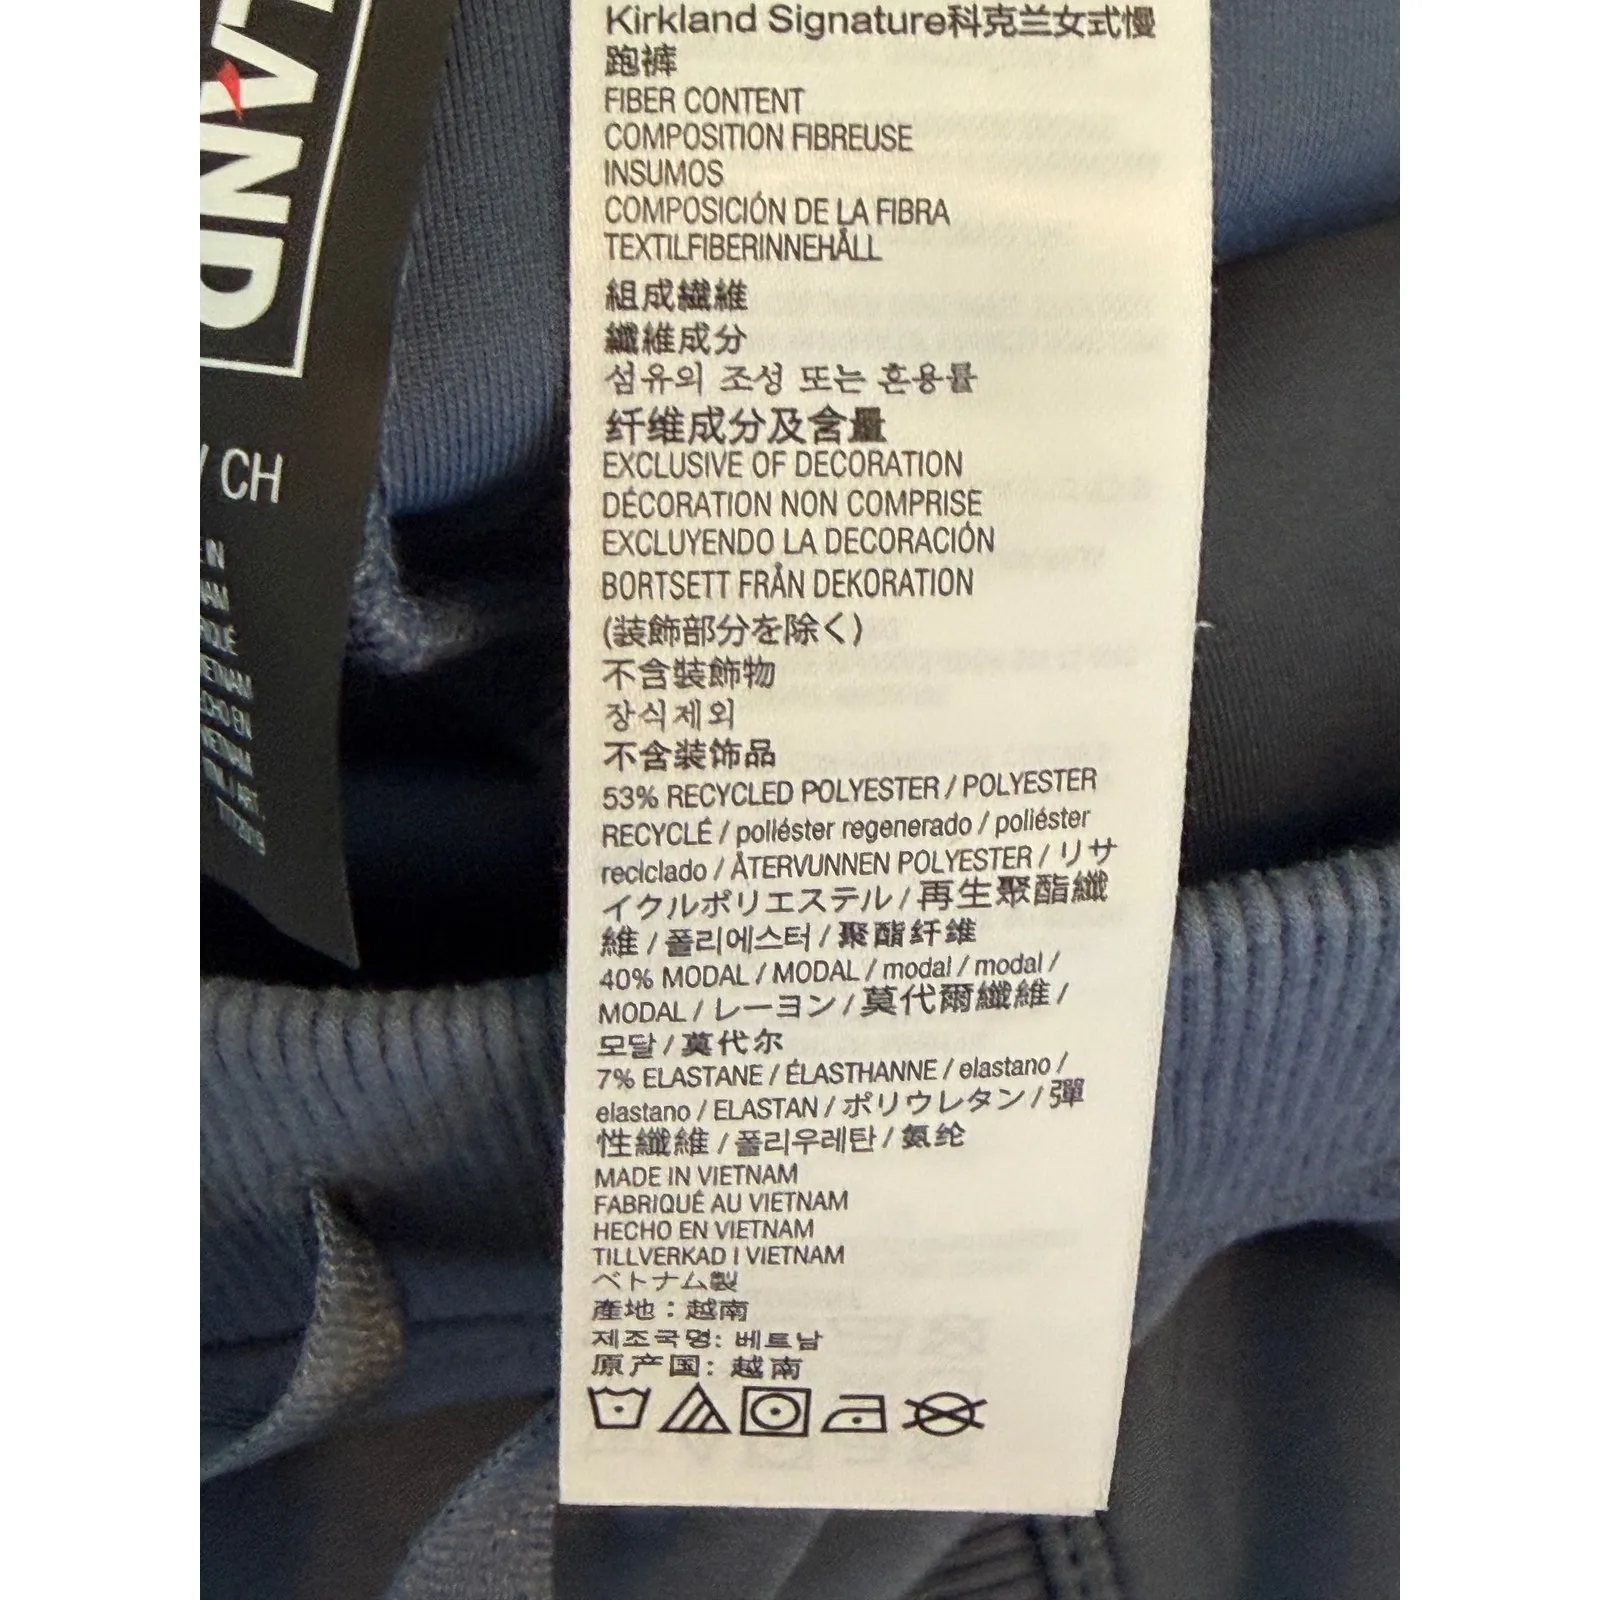 Kirkland Signature科克兰女式慢
跑裤
FIBER CONTENT
COMPOSITION FIBREUSE
INSUMOS
COMPOSICIÓN DE LA FIBRA
TEXTILFIBERINNEHÅLL
組成繊維
纖維成分
섬유의 조성 또는 혼용률
纤维成分及含量
EXCLUSIVE OF DECORATION
DÉCORATION NON COMPRISE
EXCLUYENDO LA DECORACIÓN
BORTSETT FRÅN DEKORATION
(装飾部分を除く)
不含裝飾物
장식제외
不含装饰品
53% RECYCLED POLYESTER / POLYESTER
RECYCLÉ / poliéster regenerado / poliéster
reciclado / ÅTERVUNNEN POLYESTER / リサ
イクルポリエステル / 再生聚酯纖
維 / 폴리에스터 / 聚酯纤维
40% MODAL / MODAL / modal / modal /
MODAL / レーヨン / 莫代爾纖維 /
모달 / 莫代尔
7% ELASTANE / ÉLASTHANNE / elastano /
elastano / ELASTAN / ポリウレタン / 彈
性纖維 / 폴리우레탄 / 氨纶
MADE IN VIETNAM
FABRIQUÉ AU VIETNAM
HECHO EN VIETNAM
TILLVERKAD I VIETNAM
ベトナム製
產地：越南
제조국명: 베트남
原产国: 越南
LAND
/ CH
E IN
NAM
RIQUÉ
VIETNAM
ECHO EN
VIETNAM